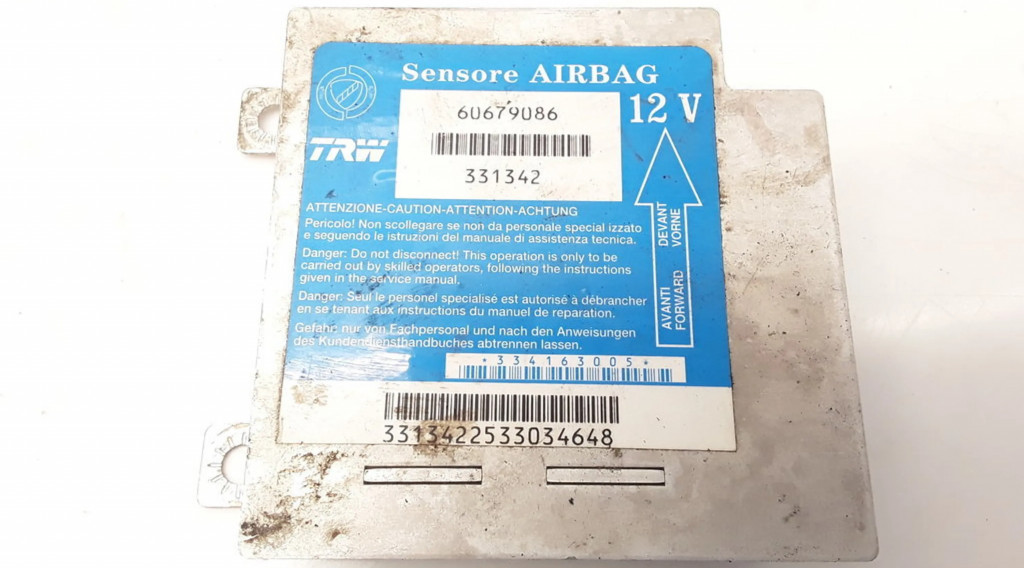 Sensore AIRBAG
12 V
60679086
TRW
331342
ATTENZIONE-CAUTION-ATTENTION-ACHTUNG
Pericolo! Non scollegare se non da personale special izzato
e seguendo le istruzioni del manuale di assistenza tecnica.
Danger: Do not disconnect! This operation is only to be
carried out by skilled operators, following the instructions
given in the service manual.
Danger: Seul le personel specialisé est autorisé à débrancher
en se tenant aux instructions du manuel de reparation.
Gefahr: nur von Fachpersonal und nach den Anweisungen
des Kundendiensthandbuches abtrennen lassen.
AVANTI DEVANT
FORWARD VORNE
*334163005*
3313422533034648